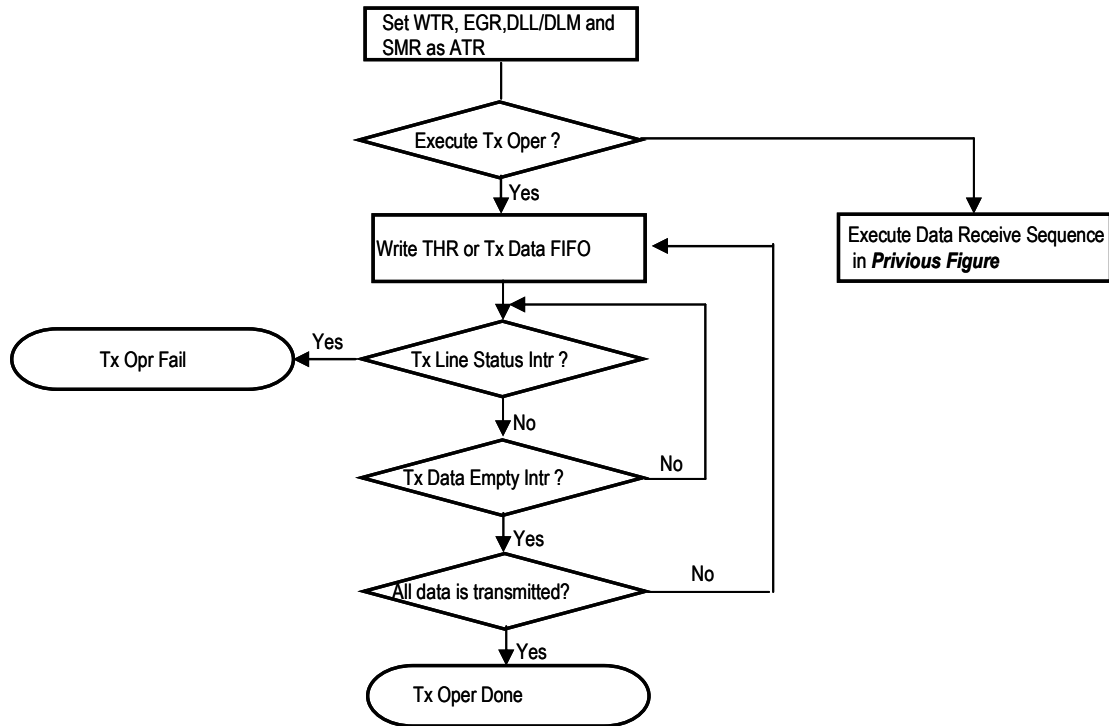 Set WTR, EGR,DLL/DLM and
SMR as ATR
Execute Tx Oper ?
Yes
Write THR or Tx Data FIFO
Execute Data Receive Sequence
in Privious Figure
Yes
Tx Opr Fail
Tx Line Status Intr ?
No
Tx Data Empty Intr ?
No
Yes
All data is transmitted?
No
Yes
Tx Oper Done